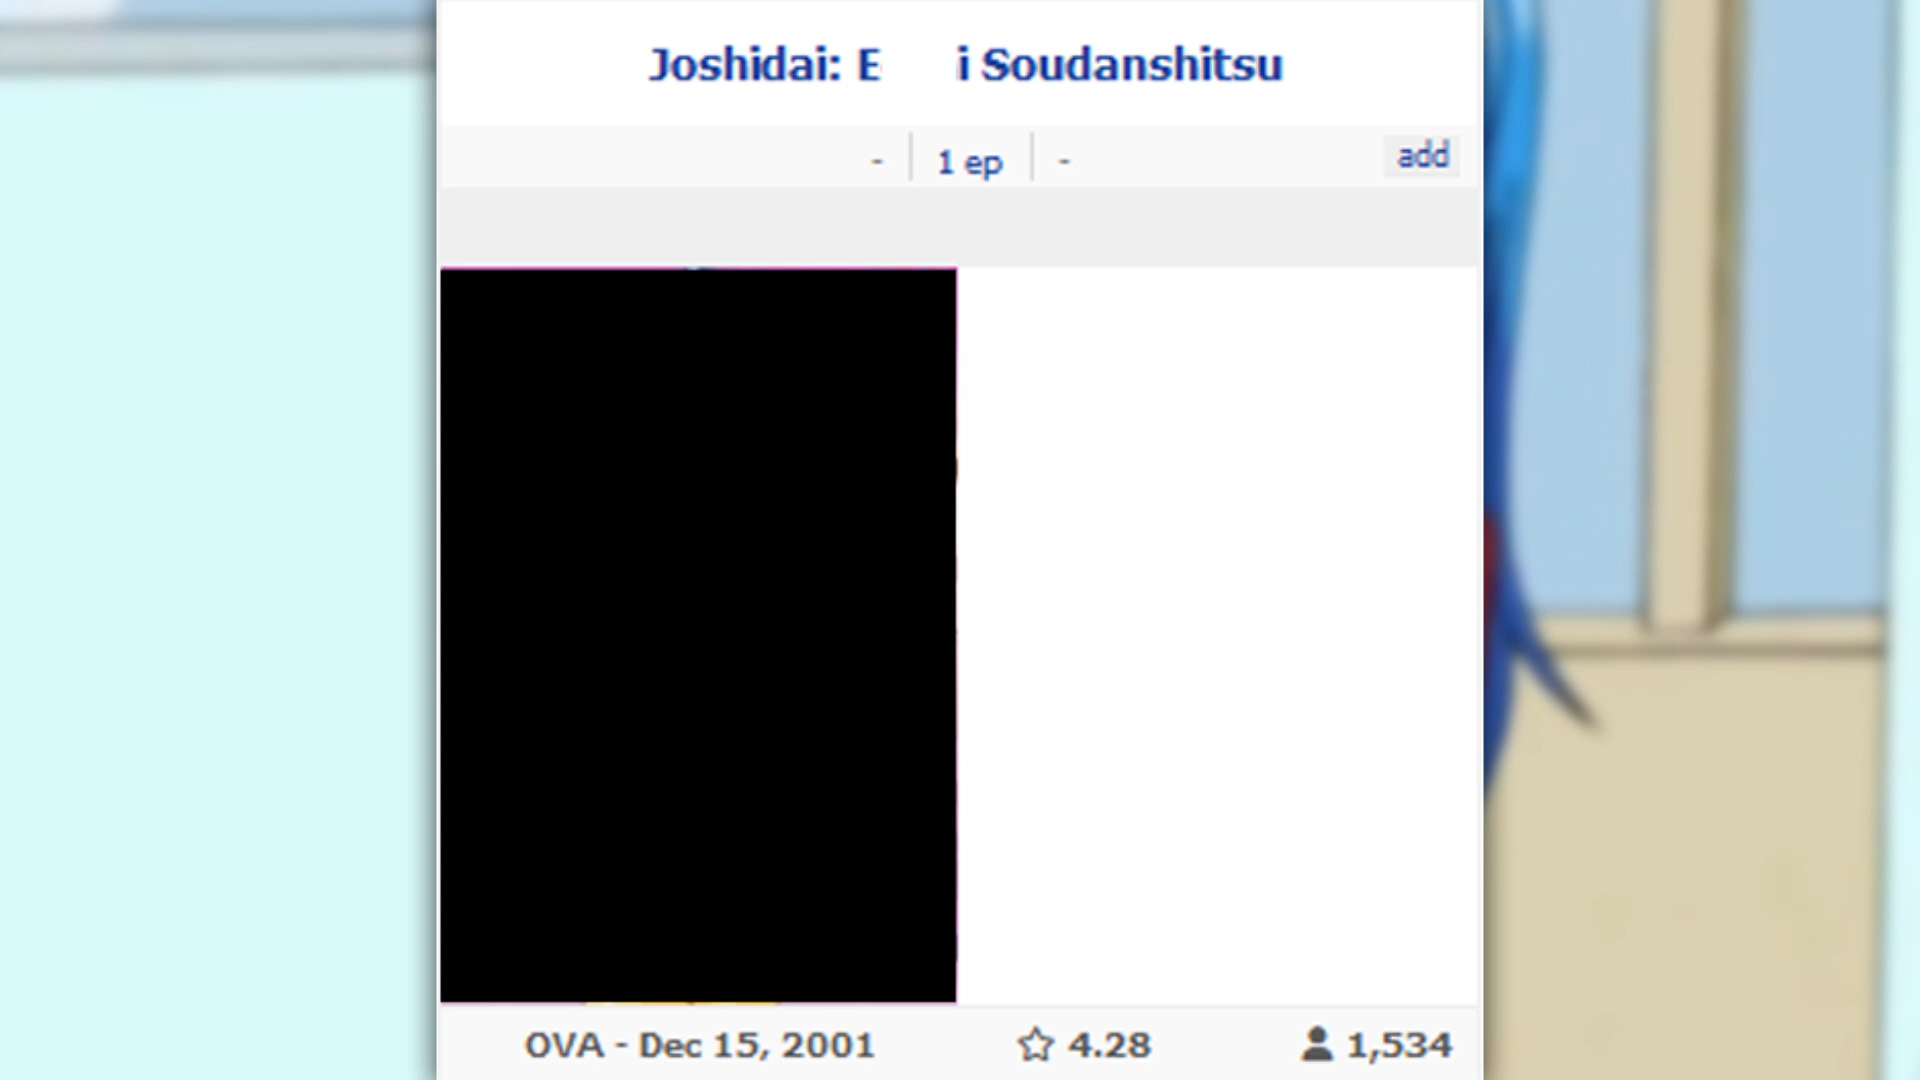 Joshidai: E i Soudanshitsu
- 1 ep - add
OVA - Dec 15, 2001 4.28 1,534